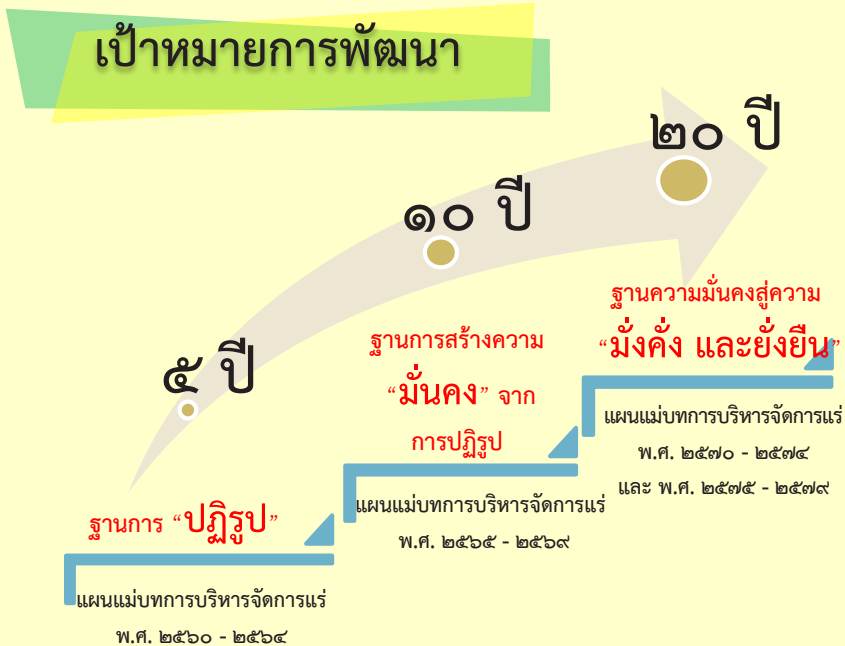 เป้าหมายการพัฒนา
๕ ปี
ฐานการ “ปฏิรูป”
แผนแม่บทการบริหารจัดการแร่
พ.ศ. ๒๕๖๐ - ๒๕๖๔
๑๐ ปี
ฐานการสร้างความ
“มั่นคง” จาก
การปฏิรูป
แผนแม่บทการบริหารจัดการแร่
พ.ศ. ๒๕๖๕ - ๒๕๖๙
๒๐ ปี
ฐานความมั่นคงสู่ความ
“มั่งคั่ง และยั่งยืน”
แผนแม่บทการบริหารจัดการแร่
พ.ศ. ๒๕๗๐ - ๒๕๗๔
และ พ.ศ. ๒๕๗๕ - ๒๕๗๙